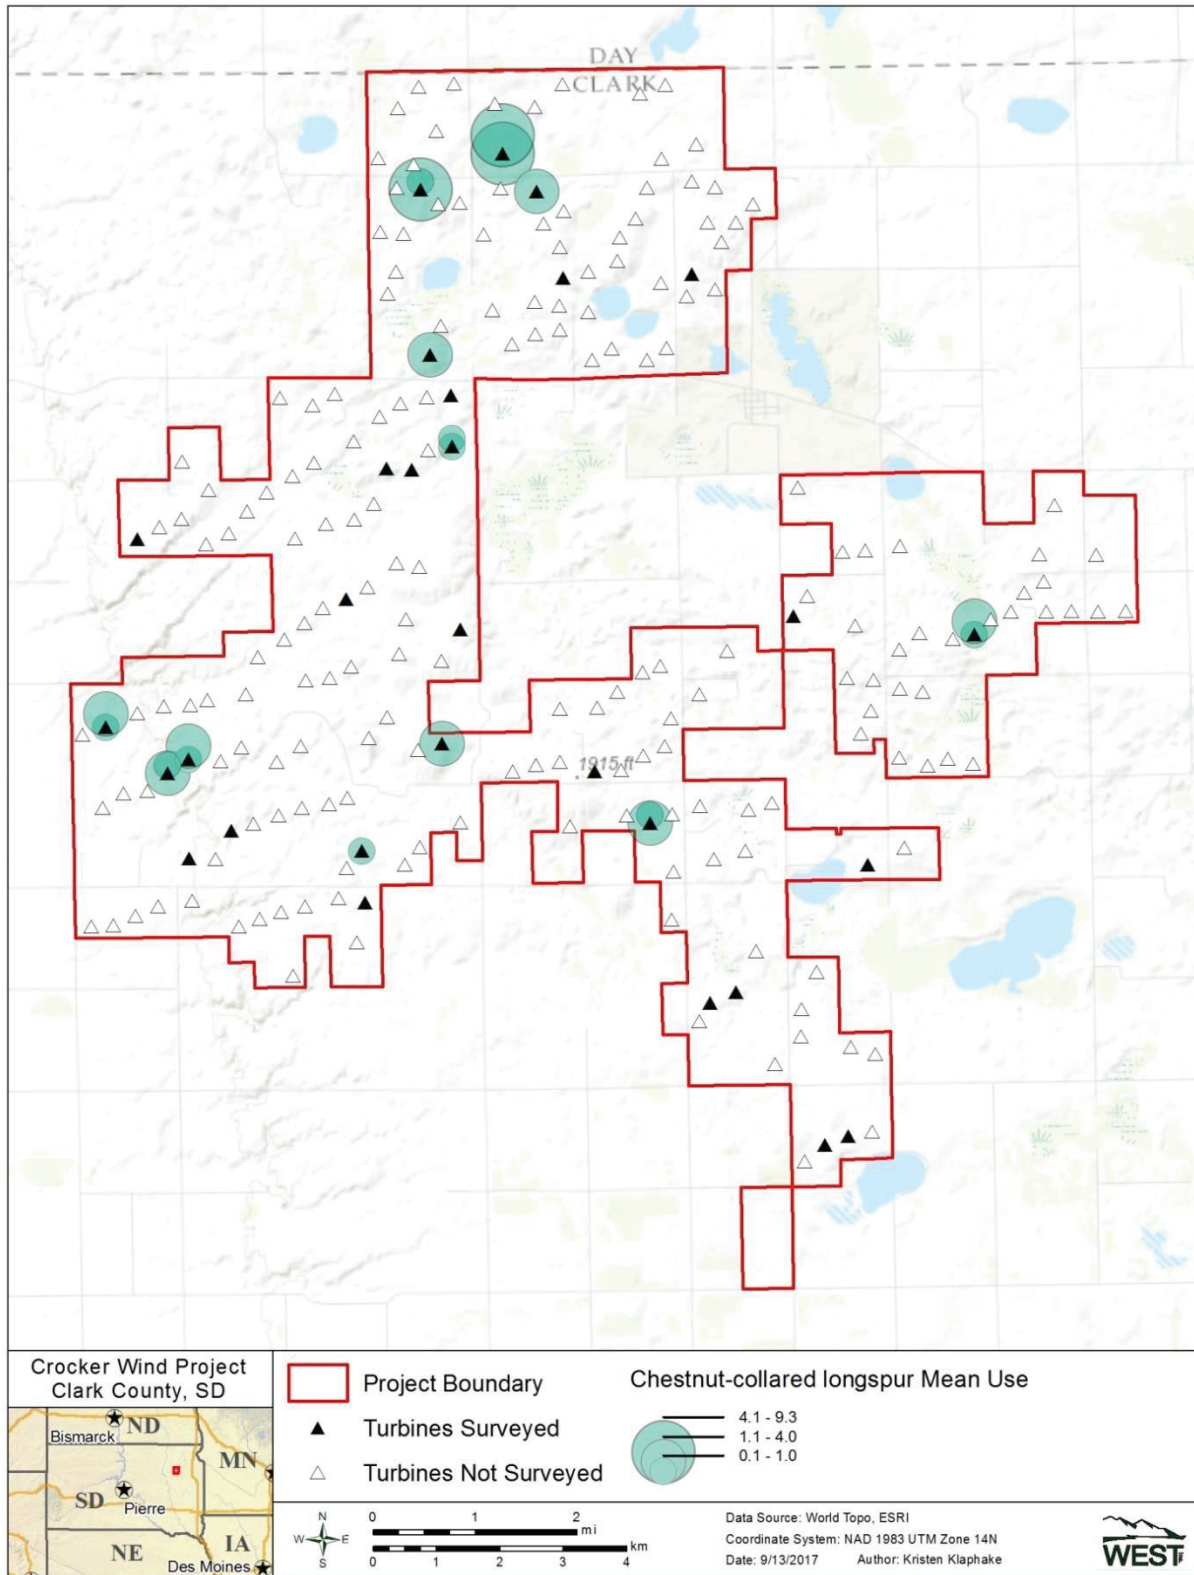 DAY
CLARK
1915 ft
Crocker Wind Project
Clark County, SD
ND
Bismarck
MN
SD
Pierre
NE
IA
Des Moines
Project Boundary
Turbines Surveyed
Turbines Not Surveyed
Chestnut-collared longspur Mean Use
4.1 - 9.3
1.1 - 4.0
0.1 - 1.0
N
W E
S
0 1 2
mi
0 1 2 3 4
km
Data Source: World Topo, ESRI
Coordinate System: NAD 1983 UTM Zone 14N
Date: 9/13/2017 Author: Kristen Klaphake
WEST